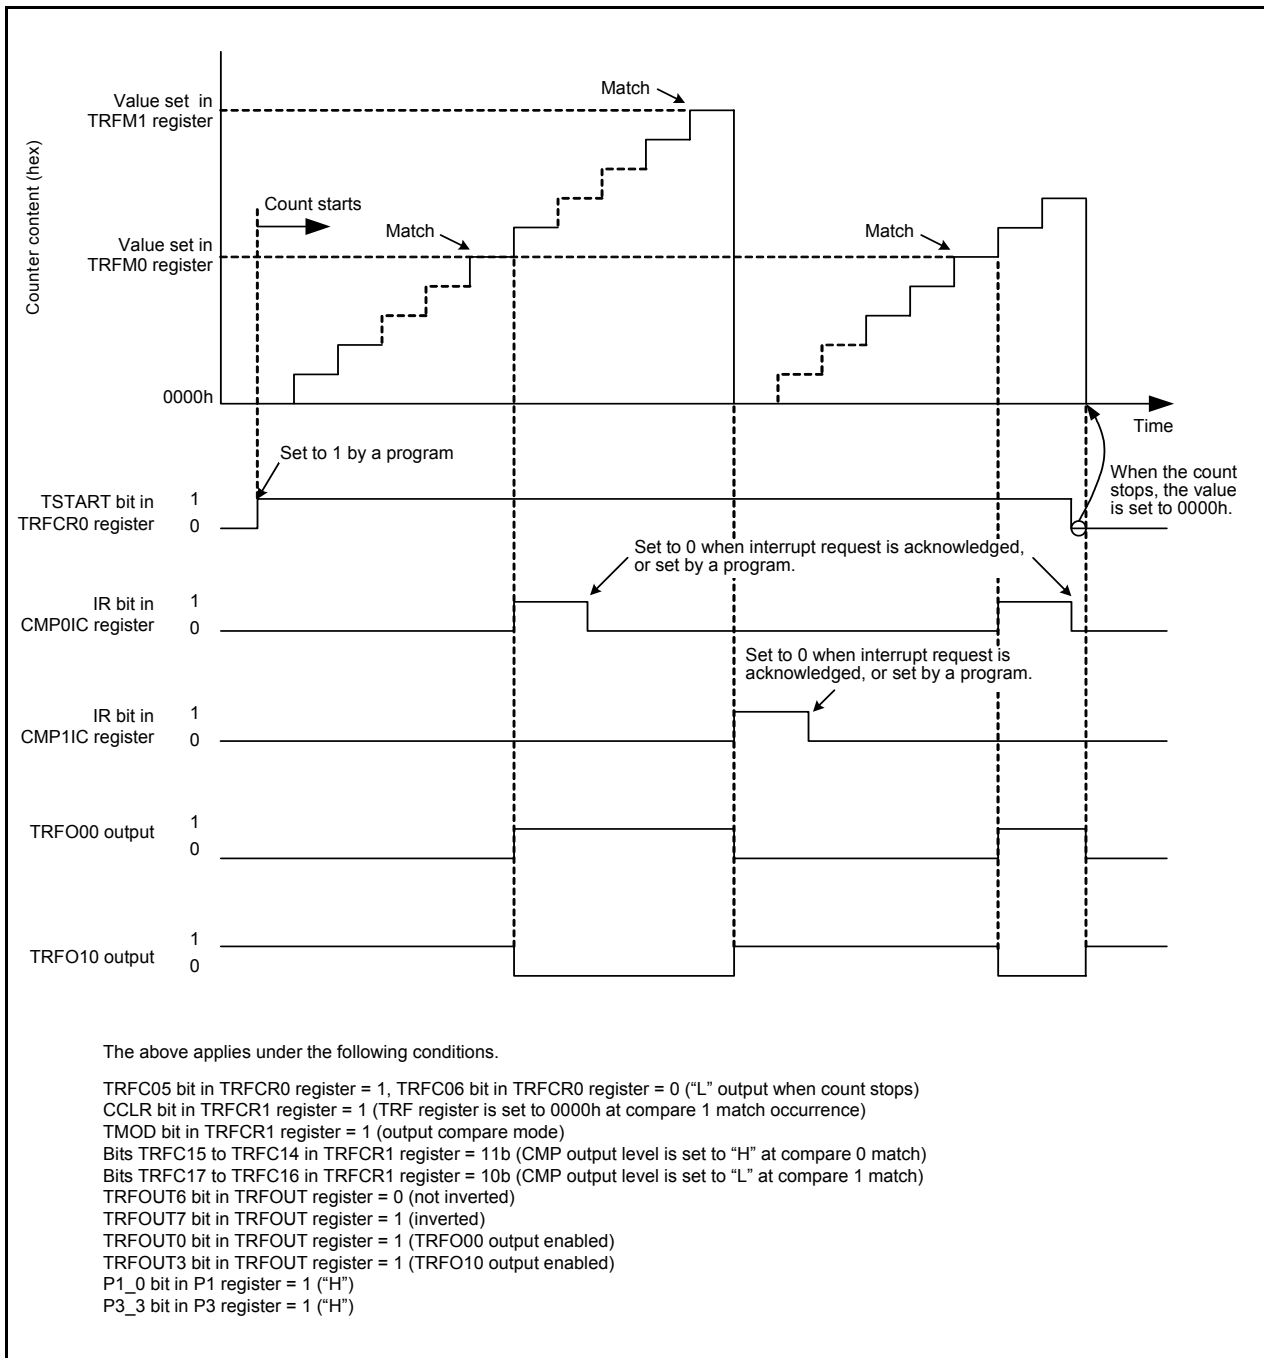 Match
Value set in
TRFM1 register
Counter content (hex)
Count starts
Match
Match
Value set in
TRFM0 register
0000h
Time
Set to 1 by a program
When the count
stops, the value
is set to 0000h.
TSTART bit in
TRFCR0 register
1
0
Set to 0 when interrupt request is acknowledged,
or set by a program.
IR bit in
CMP0IC register
1
0
Set to 0 when interrupt request is
acknowledged, or set by a program.
IR bit in
CMP1IC register
1
0
TRFO00 output
1
0
TRFO10 output
1
0
The above applies under the following conditions.
TRFC05 bit in TRFCR0 register = 1, TRFC06 bit in TRFCR0 register = 0 (“L” output when count stops)
CCLR bit in TRFCR1 register = 1 (TRF register is set to 0000h at compare 1 match occurrence)
TMOD bit in TRFCR1 register = 1 (output compare mode)
Bits TRFC15 to TRFC14 in TRFCR1 register = 11b (CMP output level is set to “H” at compare 0 match)
Bits TRFC17 to TRFC16 in TRFCR1 register = 10b (CMP output level is set to “L” at compare 1 match)
TRFOUT6 bit in TRFOUT register = 0 (not inverted)
TRFOUT7 bit in TRFOUT register = 1 (inverted)
TRFOUT0 bit in TRFOUT register = 1 (TRFO00 output enabled)
TRFOUT3 bit in TRFOUT register = 1 (TRFO10 output enabled)
P1_0 bit in P1 register = 1 (“H”)
P3_3 bit in P3 register = 1 (“H”)